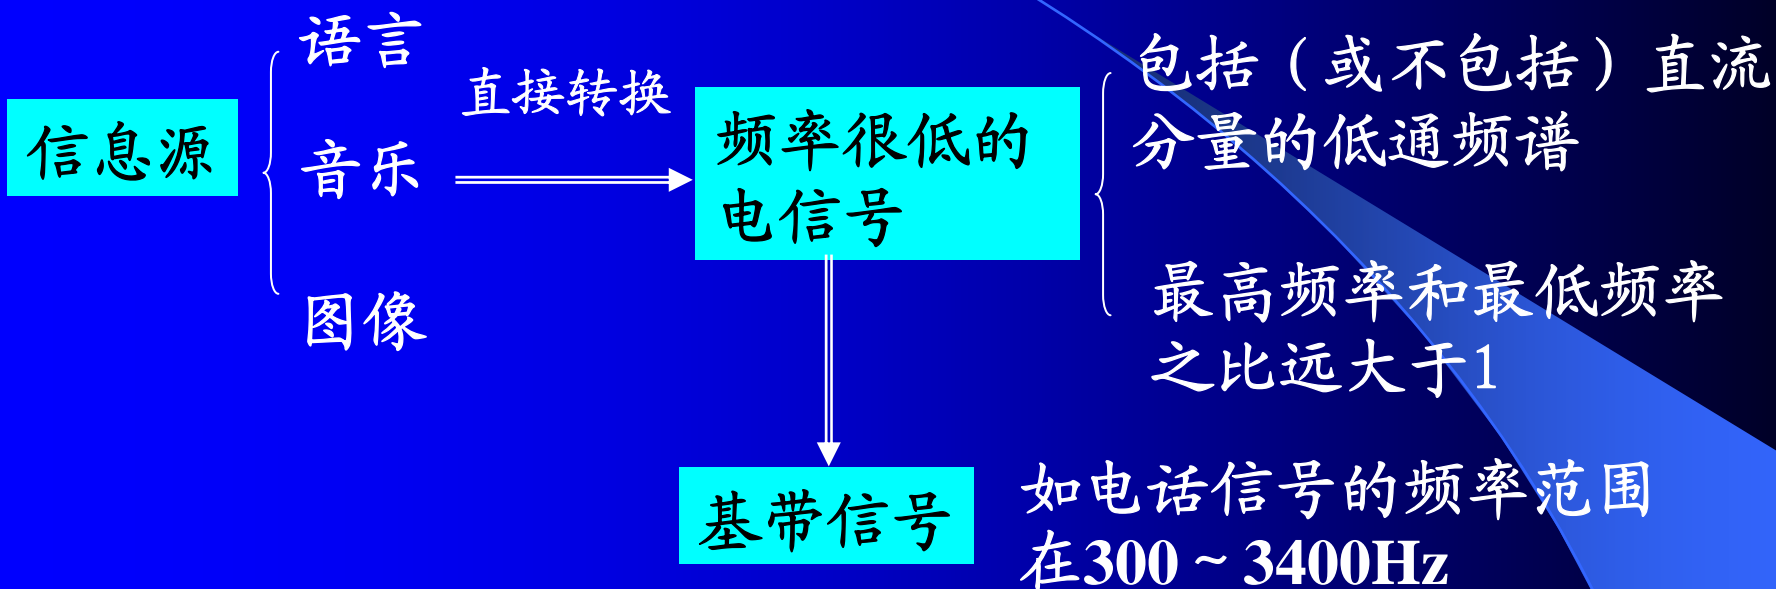 信息源
语言
音乐
图像
直接转换
频率很低的
电信号
包括（或不包括）直流
分量的低通频谱
最高频率和最低频率
之比远大于1
基带信号
如电话信号的频率范围
在300~3400Hz